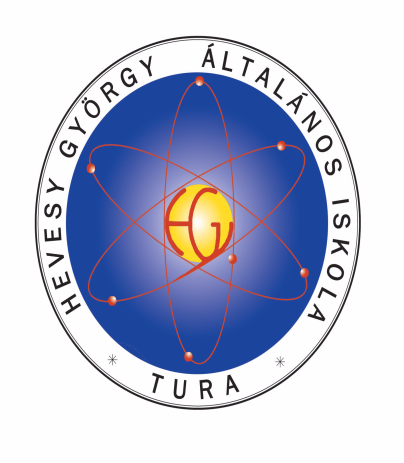 HEVESY GYÖRGY ÁLTALÁNOS ISKOLA
HG
* TURA *